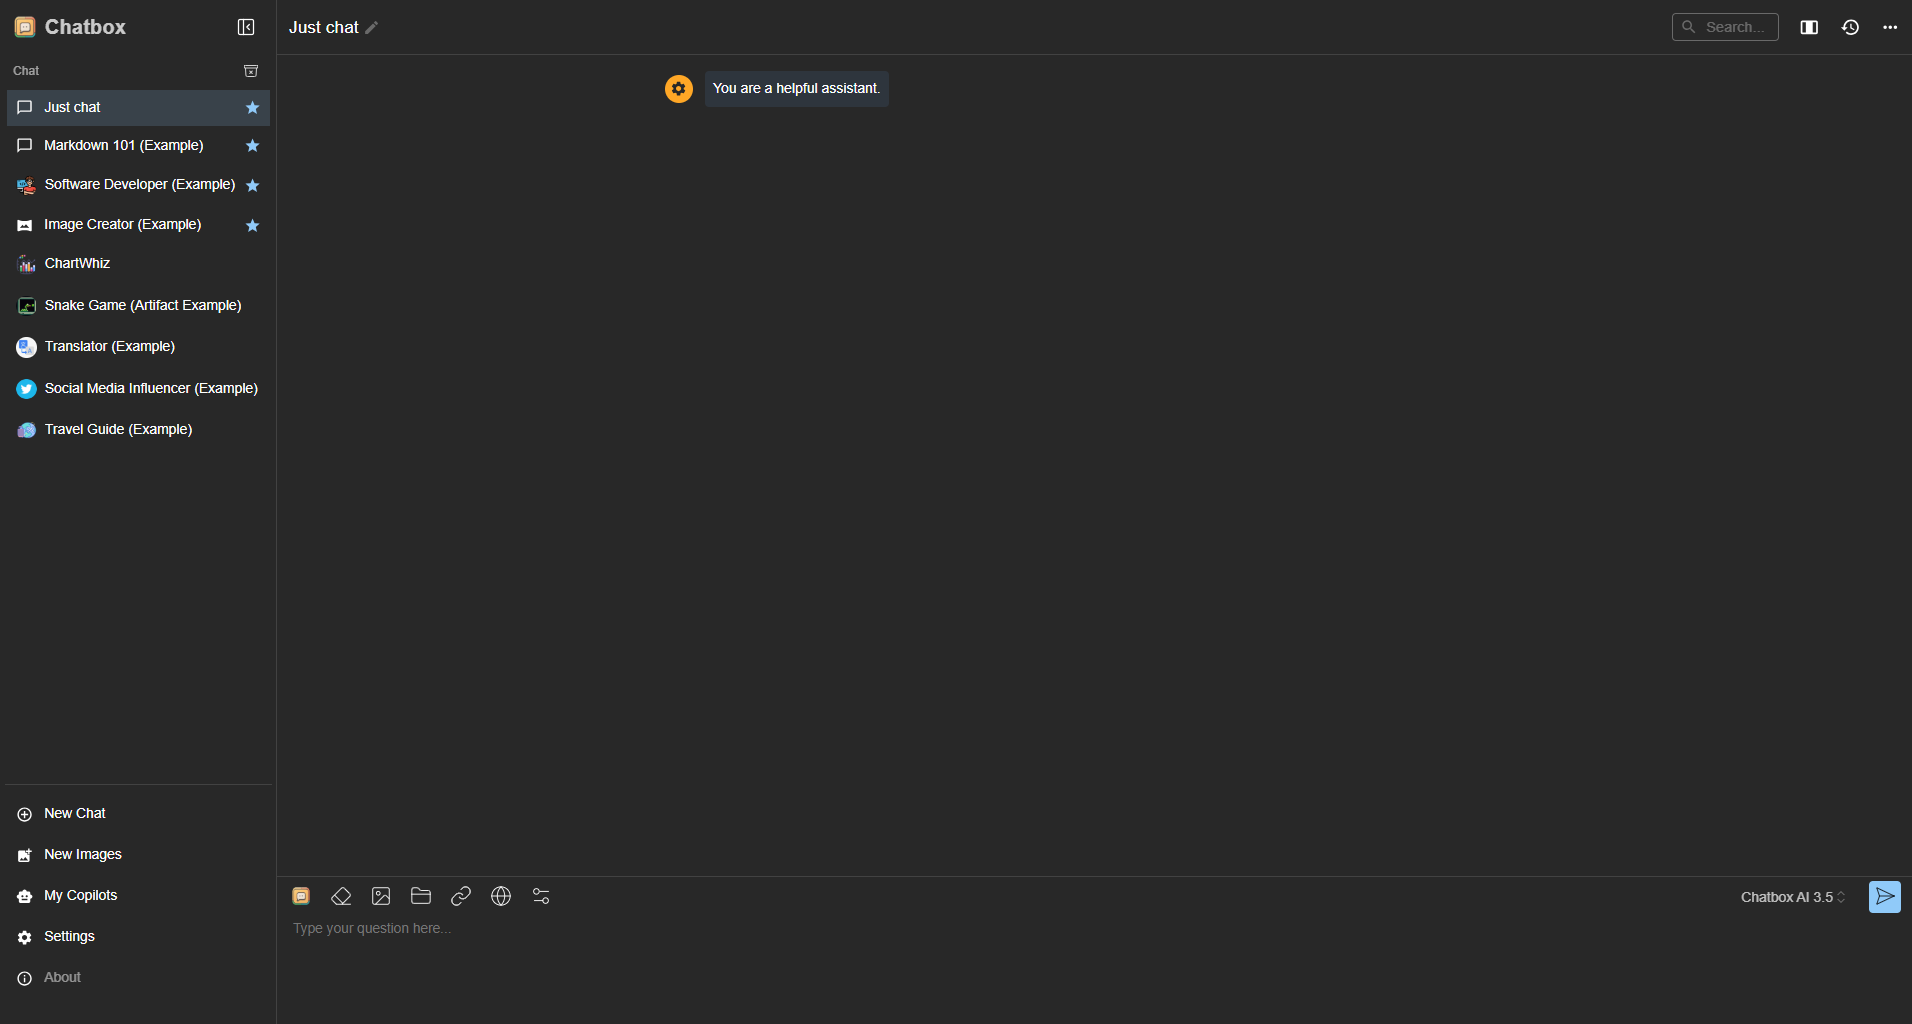 Chatbox
Chat
Just chat
Markdown 101 (Example)
Software Developer (Example)
Image Creator (Example)
ChartWhiz
Snake Game (Artifact Example)
Translator (Example)
Social Media Influencer (Example)
Travel Guide (Example)
New Chat
New Images
My Copilots
Settings
About
Just chat
Search...
You are a helpful assistant.
Chatbox AI 3.5
Type your question here...